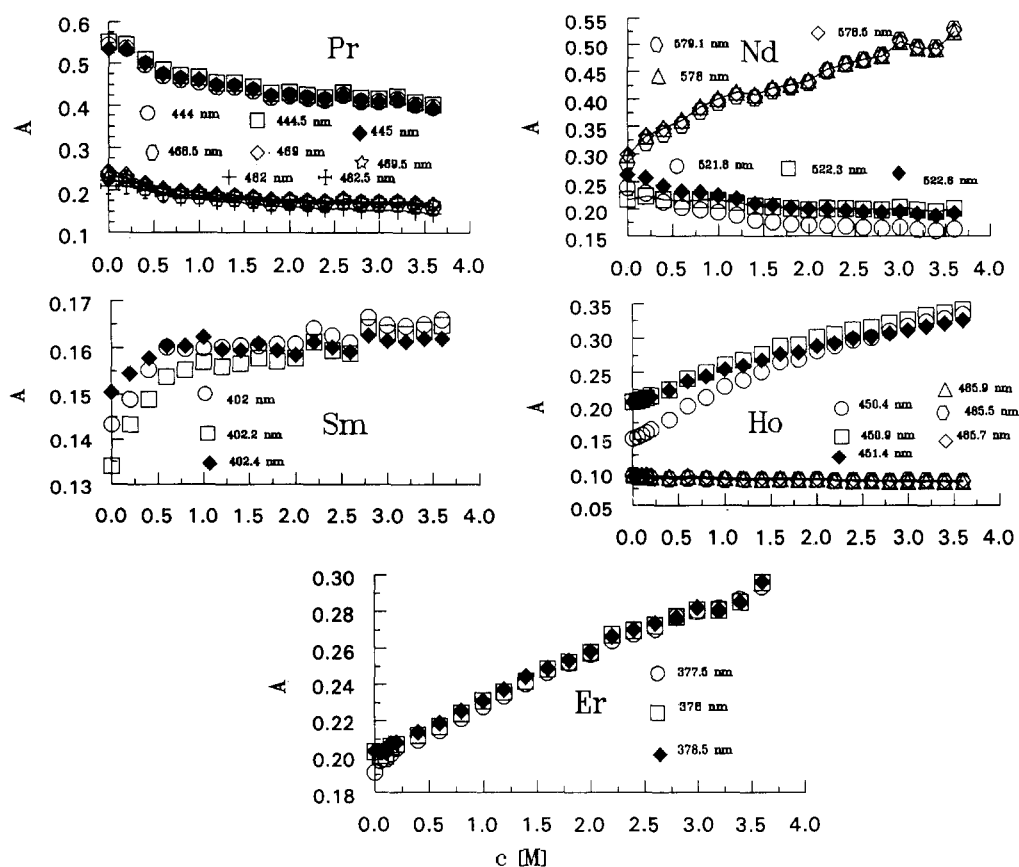 Pr
A
0.6
0.5
0.4
0.3
0.2
0.1
444 nm
444.5 nm
445 nm
468.5 nm
469 nm
469.5 nm
482 nm
482.5 nm
0.0 0.5 1.0 1.5 2.0 2.5 3.0 3.5 4.0
Nd
A
0.55
0.50
0.45
0.40
0.35
0.30
0.25
0.20
0.15
579.1 nm
578.5 nm
578 nm
521.8 nm
522.3 nm
522.8 nm
0.0 0.5 1.0 1.5 2.0 2.5 3.0 3.5 4.0
Sm
A
0.17
0.16
0.15
0.14
0.13
402 nm
402.2 nm
402.4 nm
0.0 0.5 1.0 1.5 2.0 2.5 3.0 3.5 4.0
Ho
A
0.35
0.30
0.25
0.20
0.15
0.10
0.05
450.4 nm
450.9 nm
451.4 nm
485.9 nm
485.5 nm
485.7 nm
0.0 0.5 1.0 1.5 2.0 2.5 3.0 3.5 4.0
Er
A
0.30
0.28
0.26
0.24
0.22
0.20
0.18
377.5 nm
378 nm
378.5 nm
0.0 0.5 1.0 1.5 2.0 2.5 3.0 3.5 4.0
c [M]